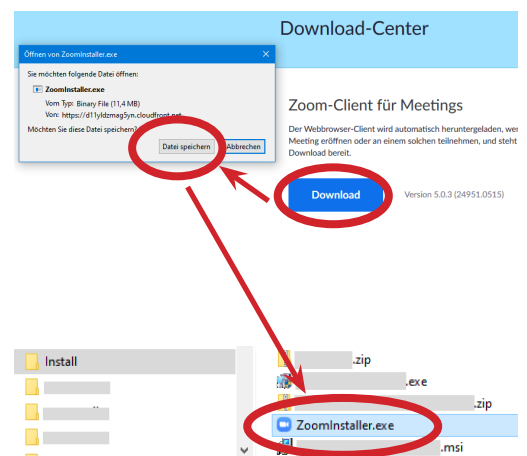 Download-Center
Öffnen von ZoomInstaller.exe
Sie möchten folgende Datei öffnen:
ZoomInstaller.exe
Vom Typ: Binary File (11,4 MB)
Von: https://d11yldzmag5yn.cloudfront.net
Möchten Sie diese Datei speichern?
Datei speichern
Abbrechen
Zoom-Client für Meetings
Der Webbrowser-Client wird automatisch heruntergeladen, wer
Meeting eröffnen oder an einem solchen teilnehmen, und steht
Download bereit.
Download
Version 5.0.3 (24951.0515)
Install
.zip
.exe
.zip
ZoomInstaller.exe
.msi